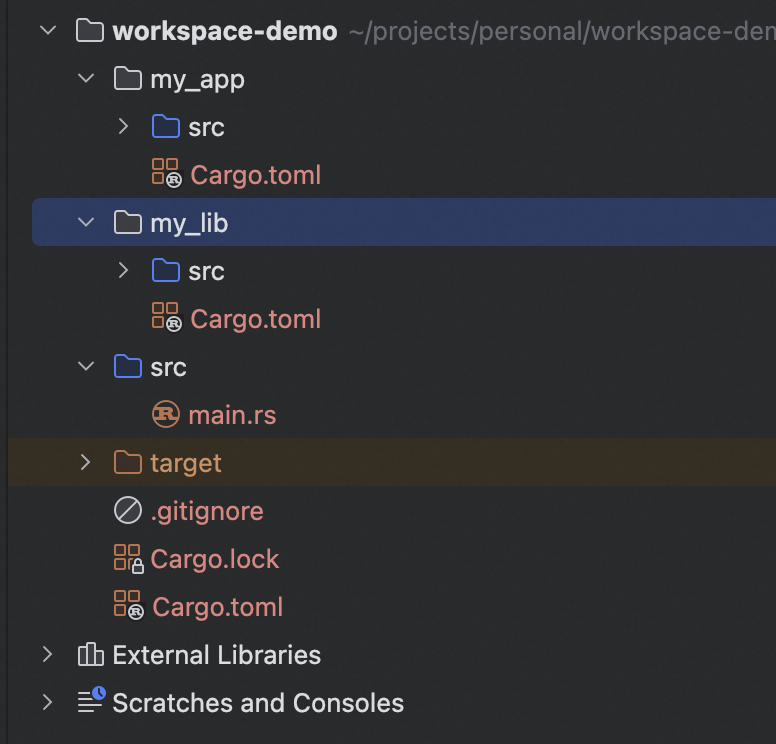 workspace-demo ~/projects/personal/workspace-dem
my_app
src
Cargo.toml
my_lib
src
Cargo.toml
src
main.rs
target
.gitignore
Cargo.lock
Cargo.toml
External Libraries
Scratches and Consoles